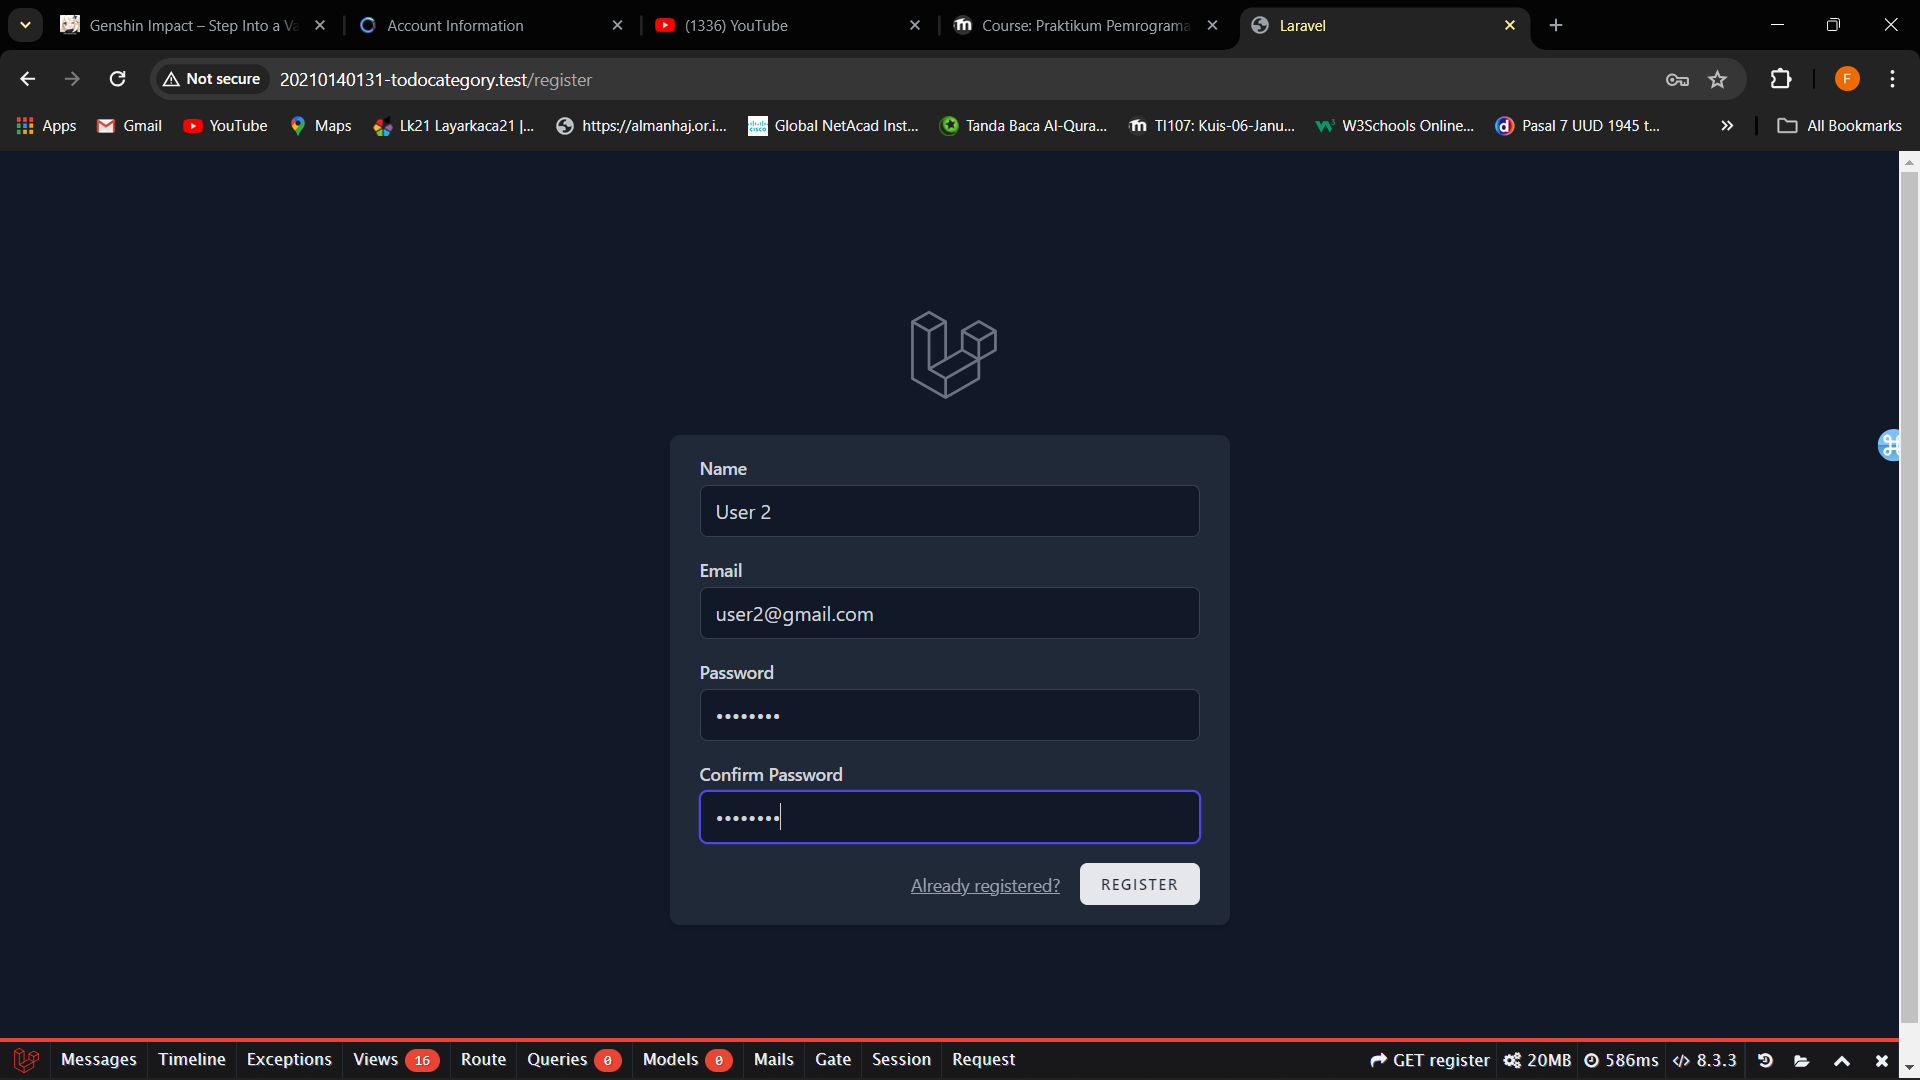 Genshin Impact – Step Into a Va
Account Information
(1336) YouTube
Course: Praktikum Pemrograma
Laravel
Not secure
20210140131-todocategory.test/register
F
Apps
Gmail
YouTube
Maps
Lk21 Layarkaca21 |...
https://almanhaj.or.i...
Global NetAcad Inst...
Tanda Baca Al-Qura...
TI107: Kuis-06-Janu...
W3Schools Online...
Pasal 7 UUD 1945 t...
All Bookmarks
Name
User 2
Email
user2@gmail.com
Password
••••••••
Confirm Password
••••••••
Already registered?
REGISTER
Messages
Timeline
Exceptions
Views 16
Route
Queries 0
Models 0
Mails
Gate
Session
Request
GET register
20MB
586ms
8.3.3